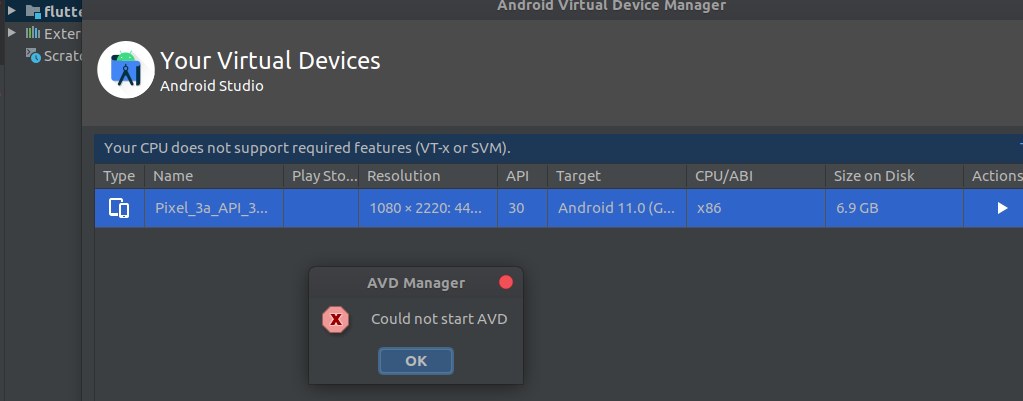 Android Virtual Device Manager
flutte
Exter
Scratc
Your Virtual Devices
Android Studio
Your CPU does not support required features (VT-x or SVM).
Type Name Play Sto... Resolution API Target CPU/ABI Size on Disk Actions
Pixel_3a_API_3... 1080 × 2220: 44... 30 Android 11.0 (G... x86 6.9 GB
AVD Manager
Could not start AVD
OK